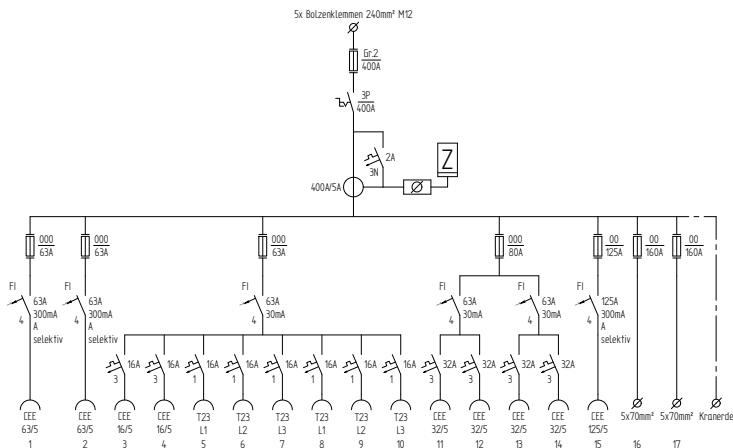 5x Bolzenklemmen 240mm² M12
Gr.2
400A
3P
400A
2A
3N
Z
400A/5A
000
63A
000
63A
000
63A
000
80A
00
125A
00
160A
00
160A
FI
63A
300mA
4
A
selektiv
FI
63A
300mA
4
A
selektiv
FI
63A
30mA
4
FI
63A
30mA
4
FI
63A
30mA
4
FI
125A
300mA
4
A
selektiv
16A
3
16A
3
16A
1
16A
1
16A
1
16A
1
16A
1
16A
1
32A
3
32A
3
32A
3
32A
3
CEE
63/5
1
CEE
63/5
2
CEE
16/5
3
CEE
16/5
4
T23
L1
5
T23
L2
6
T23
L3
7
T23
L1
8
T23
L2
9
T23
L3
10
CEE
32/5
11
CEE
32/5
12
CEE
32/5
13
CEE
32/5
14
CEE
125/5
15
5x70mm²
16
5x70mm²
17
Kranerde